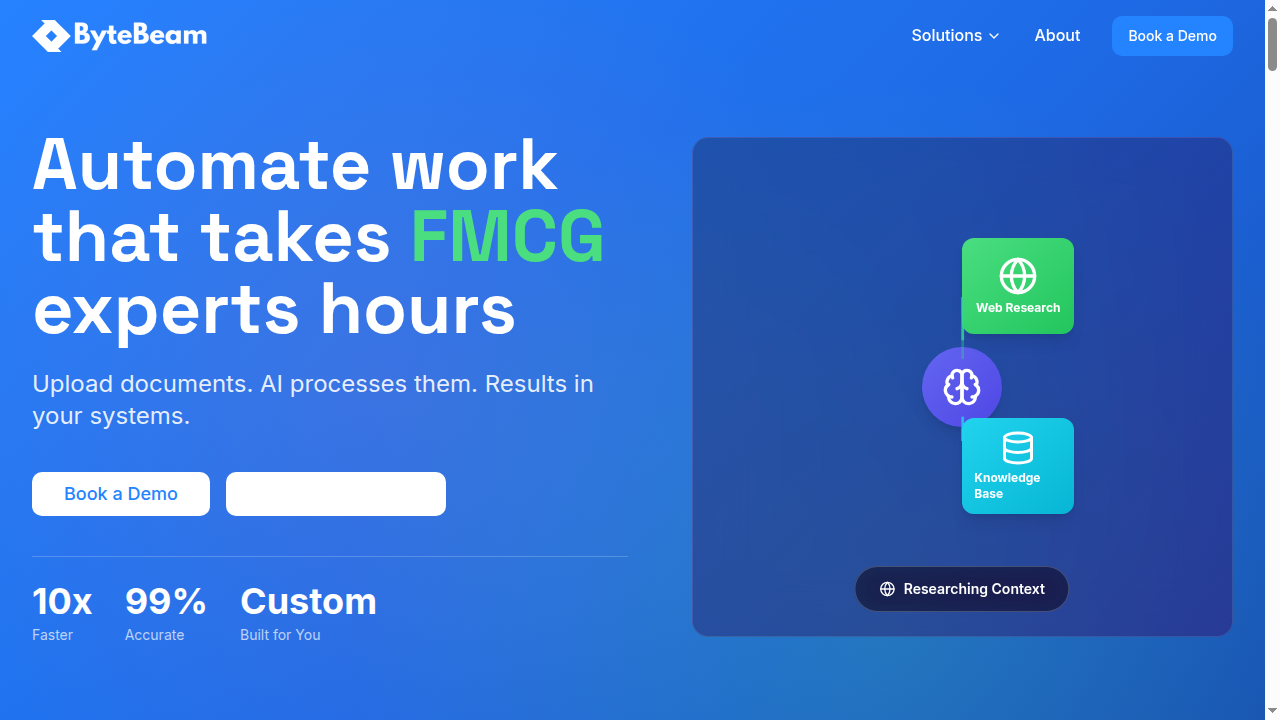 ByteBeam
Solutions
About
Book a Demo
Automate work
that takes FMCG
experts hours
Upload documents. AI processes them. Results in
your systems.
Book a Demo
10x
Faster
99%
Accurate
Custom
Built for You
Web Research
Knowledge
Base
Researching Context